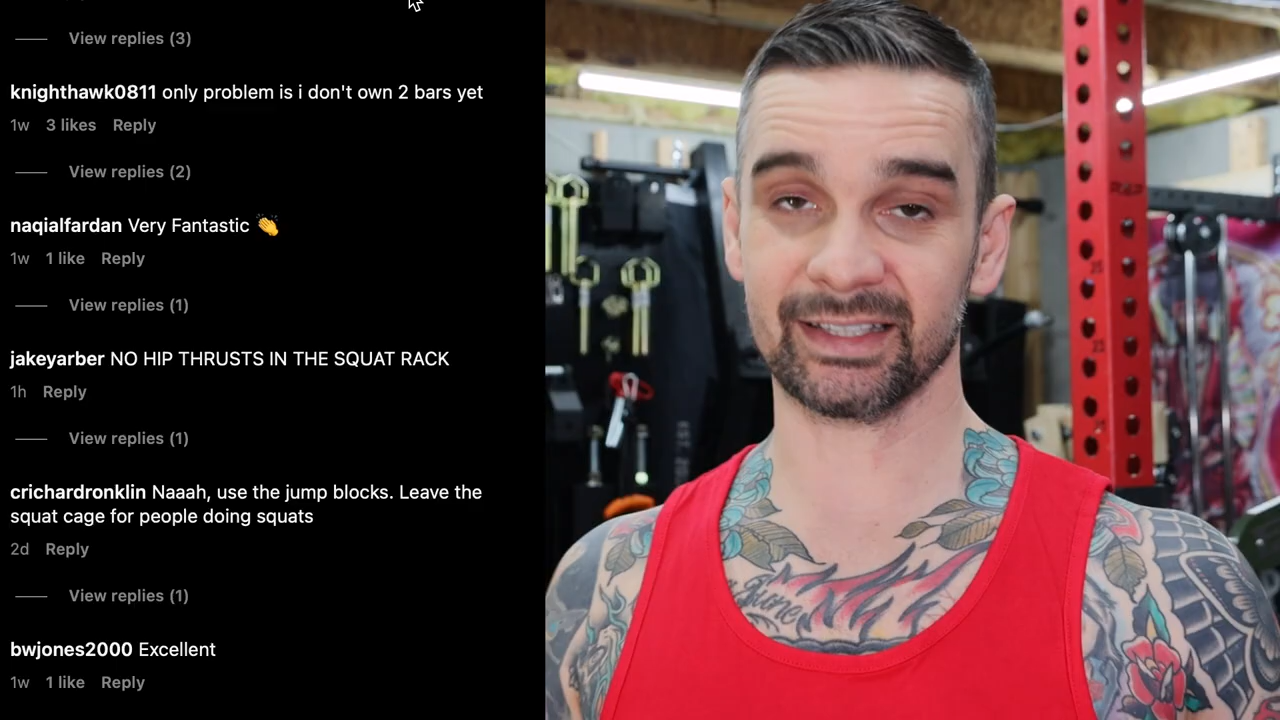 View replies (3)
knighthawk0811 only problem is i don't own 2 bars yet
1w 3 likes Reply
View replies (2)
naqialfardan Very Fantastic 👏
1w 1 like Reply
View replies (1)
jakeyarber NO HIP THRUSTS IN THE SQUAT RACK
1h Reply
View replies (1)
crichardronklin Naaah, use the jump blocks. Leave the
squat cage for people doing squats
2d Reply
View replies (1)
bwjones2000 Excellent
1w 1 like Reply